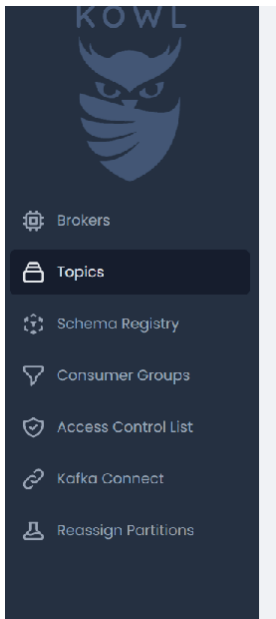 KOWL
Brokers
Topics
Schema Registry
Consumer Groups
Access Control List
Kafka Connect
Reassign Partitions